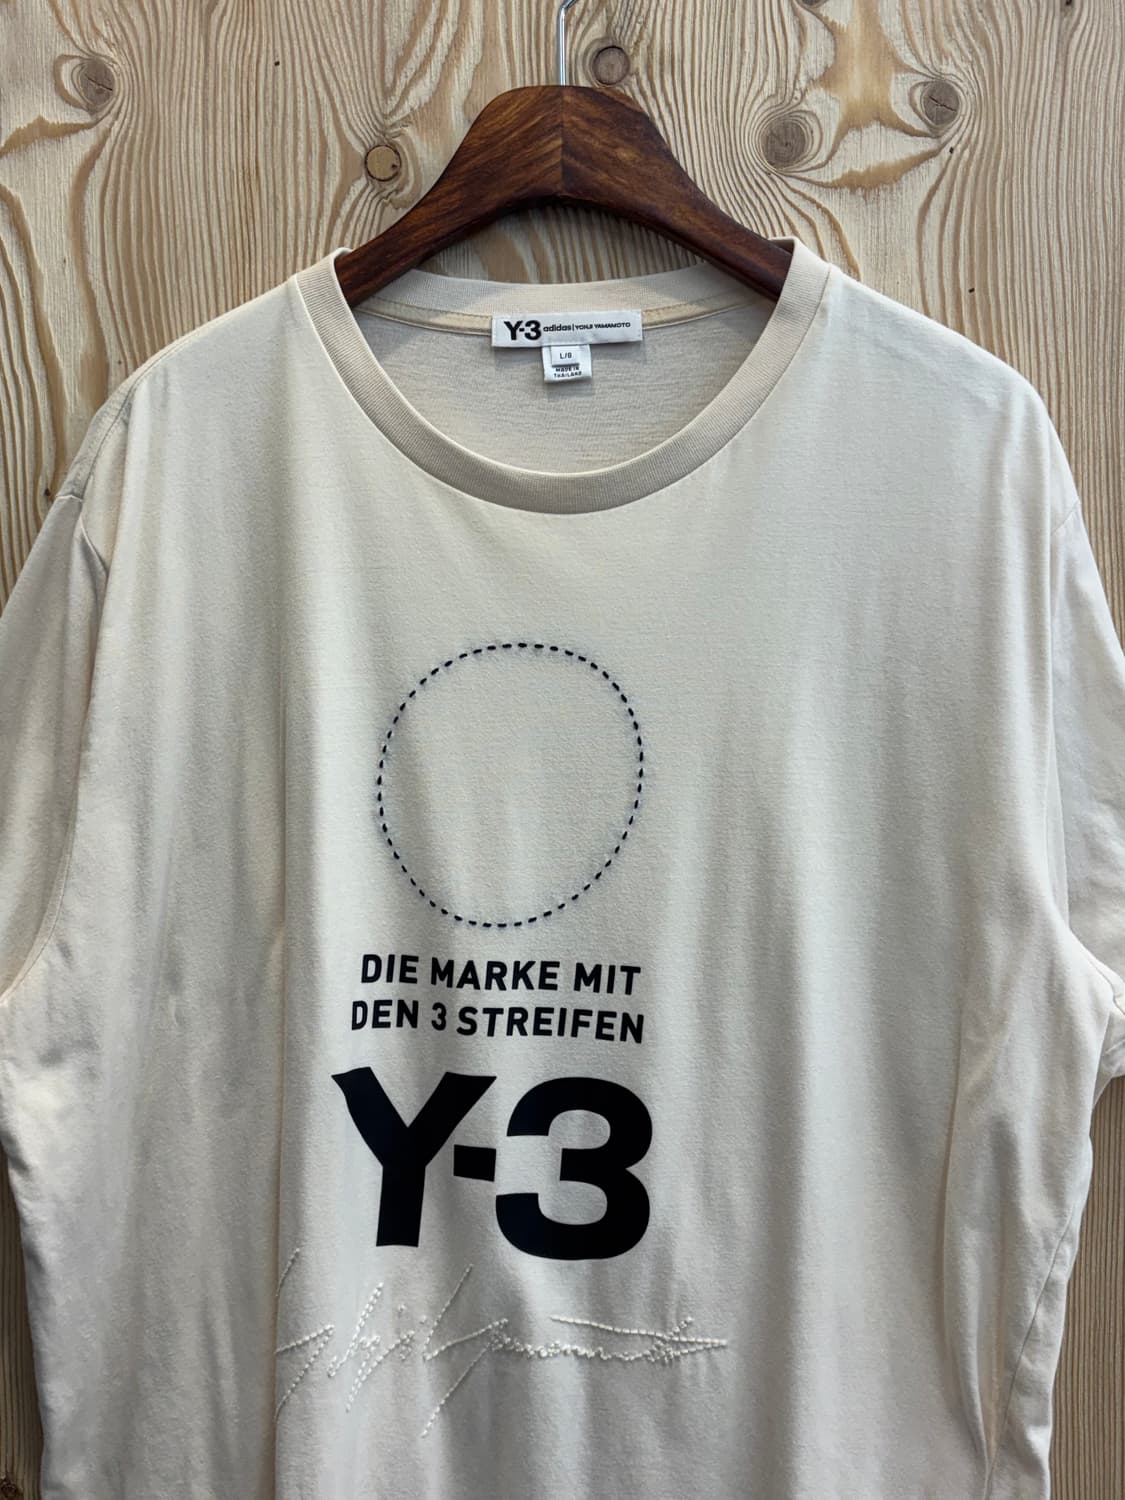 Y-3 adidas | YOHJI YAMAMOTO
L/G
MADE IN
THAILAND
DIE MARKE MIT
DEN 3 STREIFEN
Y-3